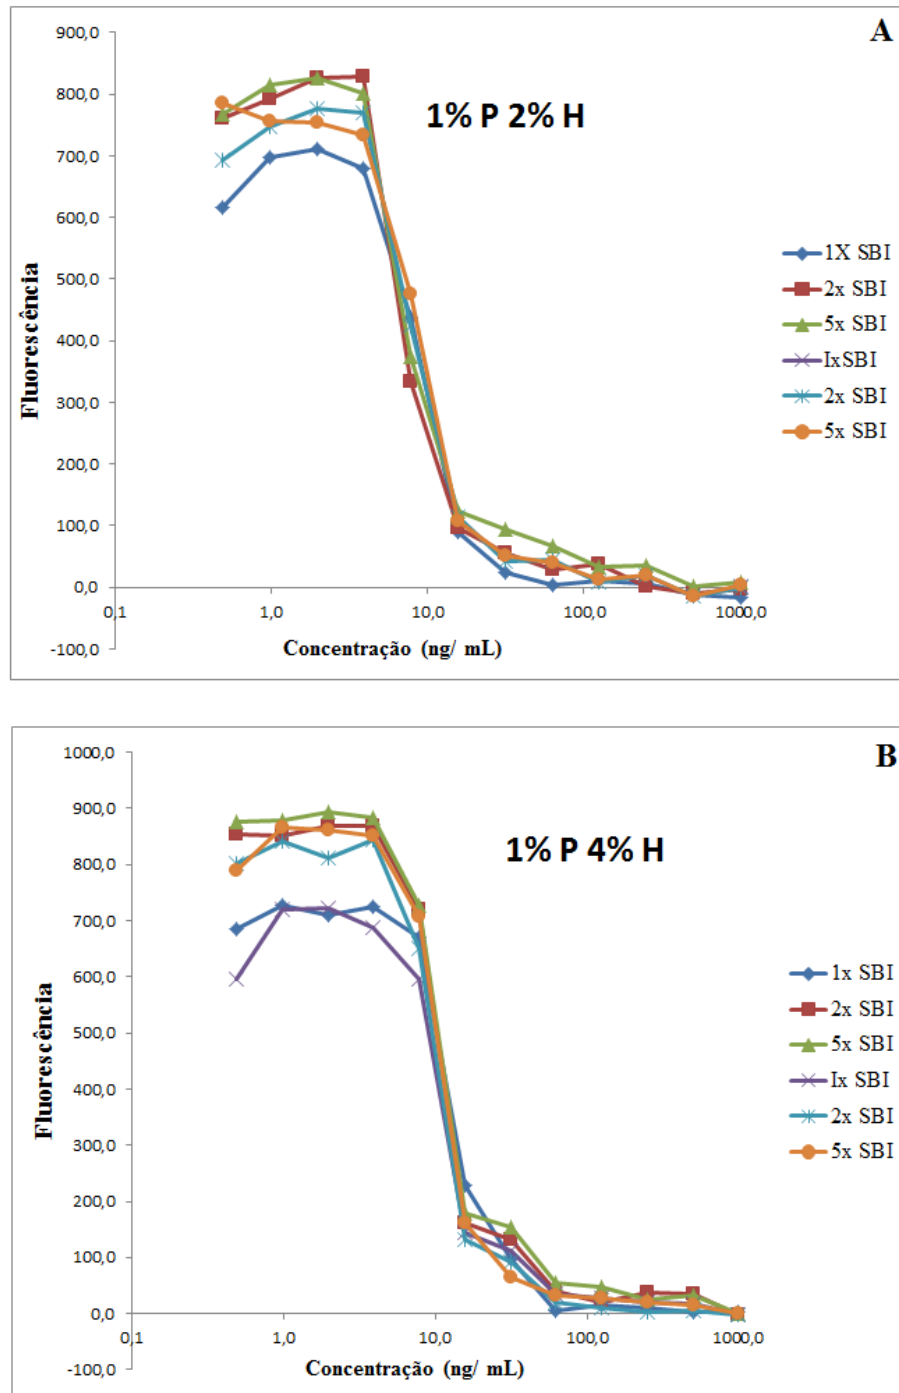 A
900,0
800,0
700,0
600,0
500,0
400,0
300,0
200,0
100,0
0,0
-100,0
0,1
1,0
10,0
100,0
1000,0
1% P 2% H
Fluorescência
Concentração (ng/ mL)
1X SBI
2x SBI
5x SBI
IxSBI
2x SBI
5x SBI
B
1000,0
900,0
800,0
700,0
600,0
500,0
400,0
300,0
200,0
100,0
0,0
-100,0
0,1
1,0
10,0
100,0
1000,0
1% P 4% H
Fluorescência
Concentração (ng/ mL)
1x SBI
2x SBI
5x SBI
Ix SBI
2x SBI
5x SBI